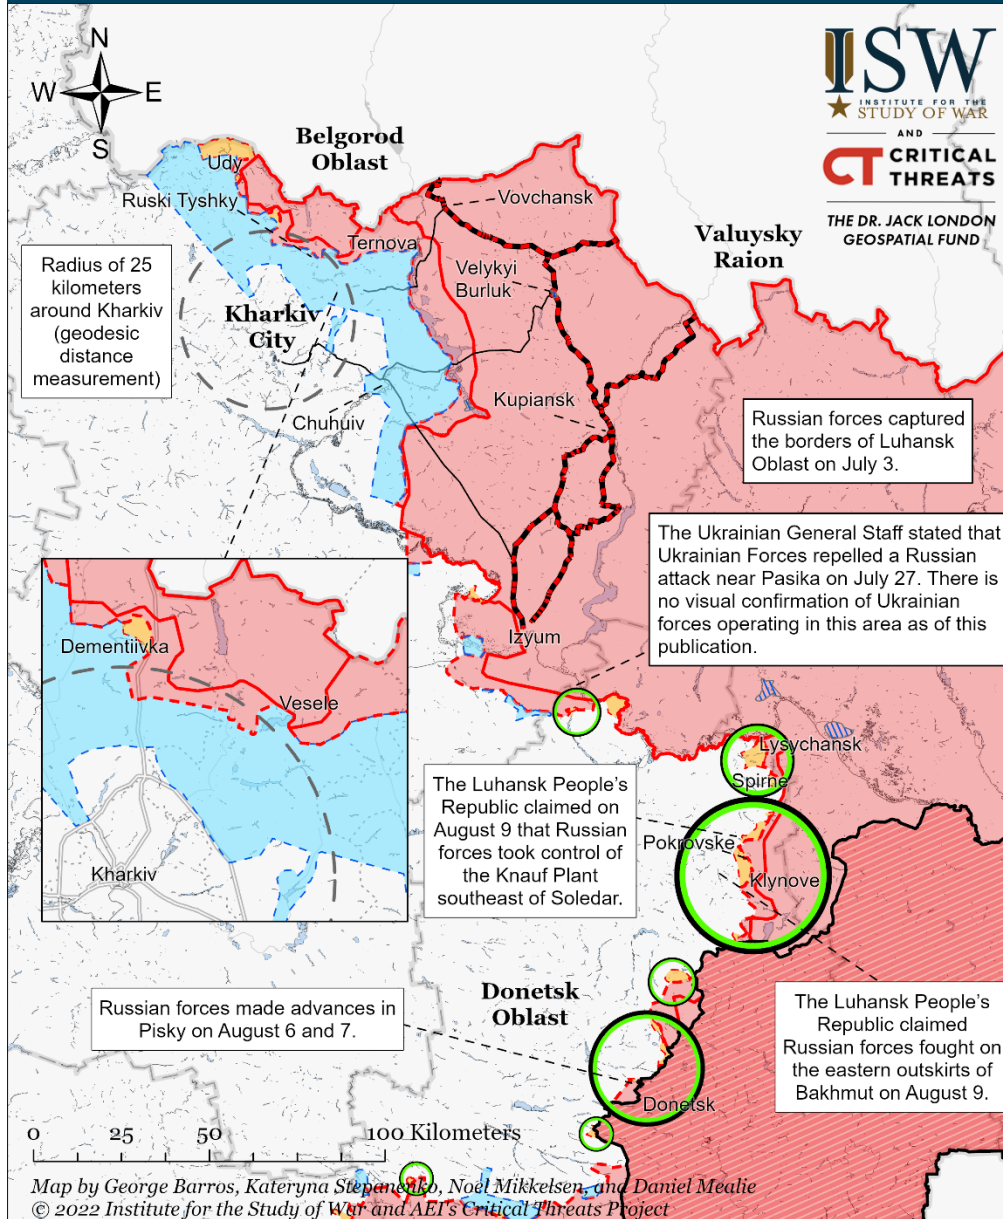 N
W
E
S
ISW
INSTITUTE FOR THE
STUDY OF WAR
AND
CT CRITICAL
THREATS
THE DR. JACK LONDON
GEOSPATIAL FUND
Belgorod
Oblast
Udy
Ruski Tyshky
Vovchansk
Ternova
Valuysky
Raion
Velykyi
Burluk
Radius of 25
kilometers
around Kharkiv
(geodesic
distance
measurement)
Kharkiv
City
Kupiansk
Chuhuiv
Russian forces captured
the borders of Luhansk
Oblast on July 3.
The Ukrainian General Staff stated that
Ukrainian Forces repelled a Russian
attack near Pasika on July 27. There is
no visual confirmation of Ukrainian
forces operating in this area as of this
publication.
Izyum
Dementiivka
Vesele
Kharkiv
Lysychansk
Spirne
The Luhansk People's
Republic claimed on
August 9 that Russian
forces took control of
the Knauf Plant
southeast of Soledar.
Pokrovske
Klynove
Donetsk
Oblast
Russian forces made advances in
Pisky on August 6 and 7.
The Luhansk People's
Republic claimed
Russian forces fought on
the eastern outskirts of
Bakhmut on August 9.
Donetsk
0 25 50 100 Kilometers
Map by George Barros, Kateryna Stepanenko, Noel Mikkelsen, and Daniel Mealie
© 2022 Institute for the Study of War and AEI's Critical Threats Project